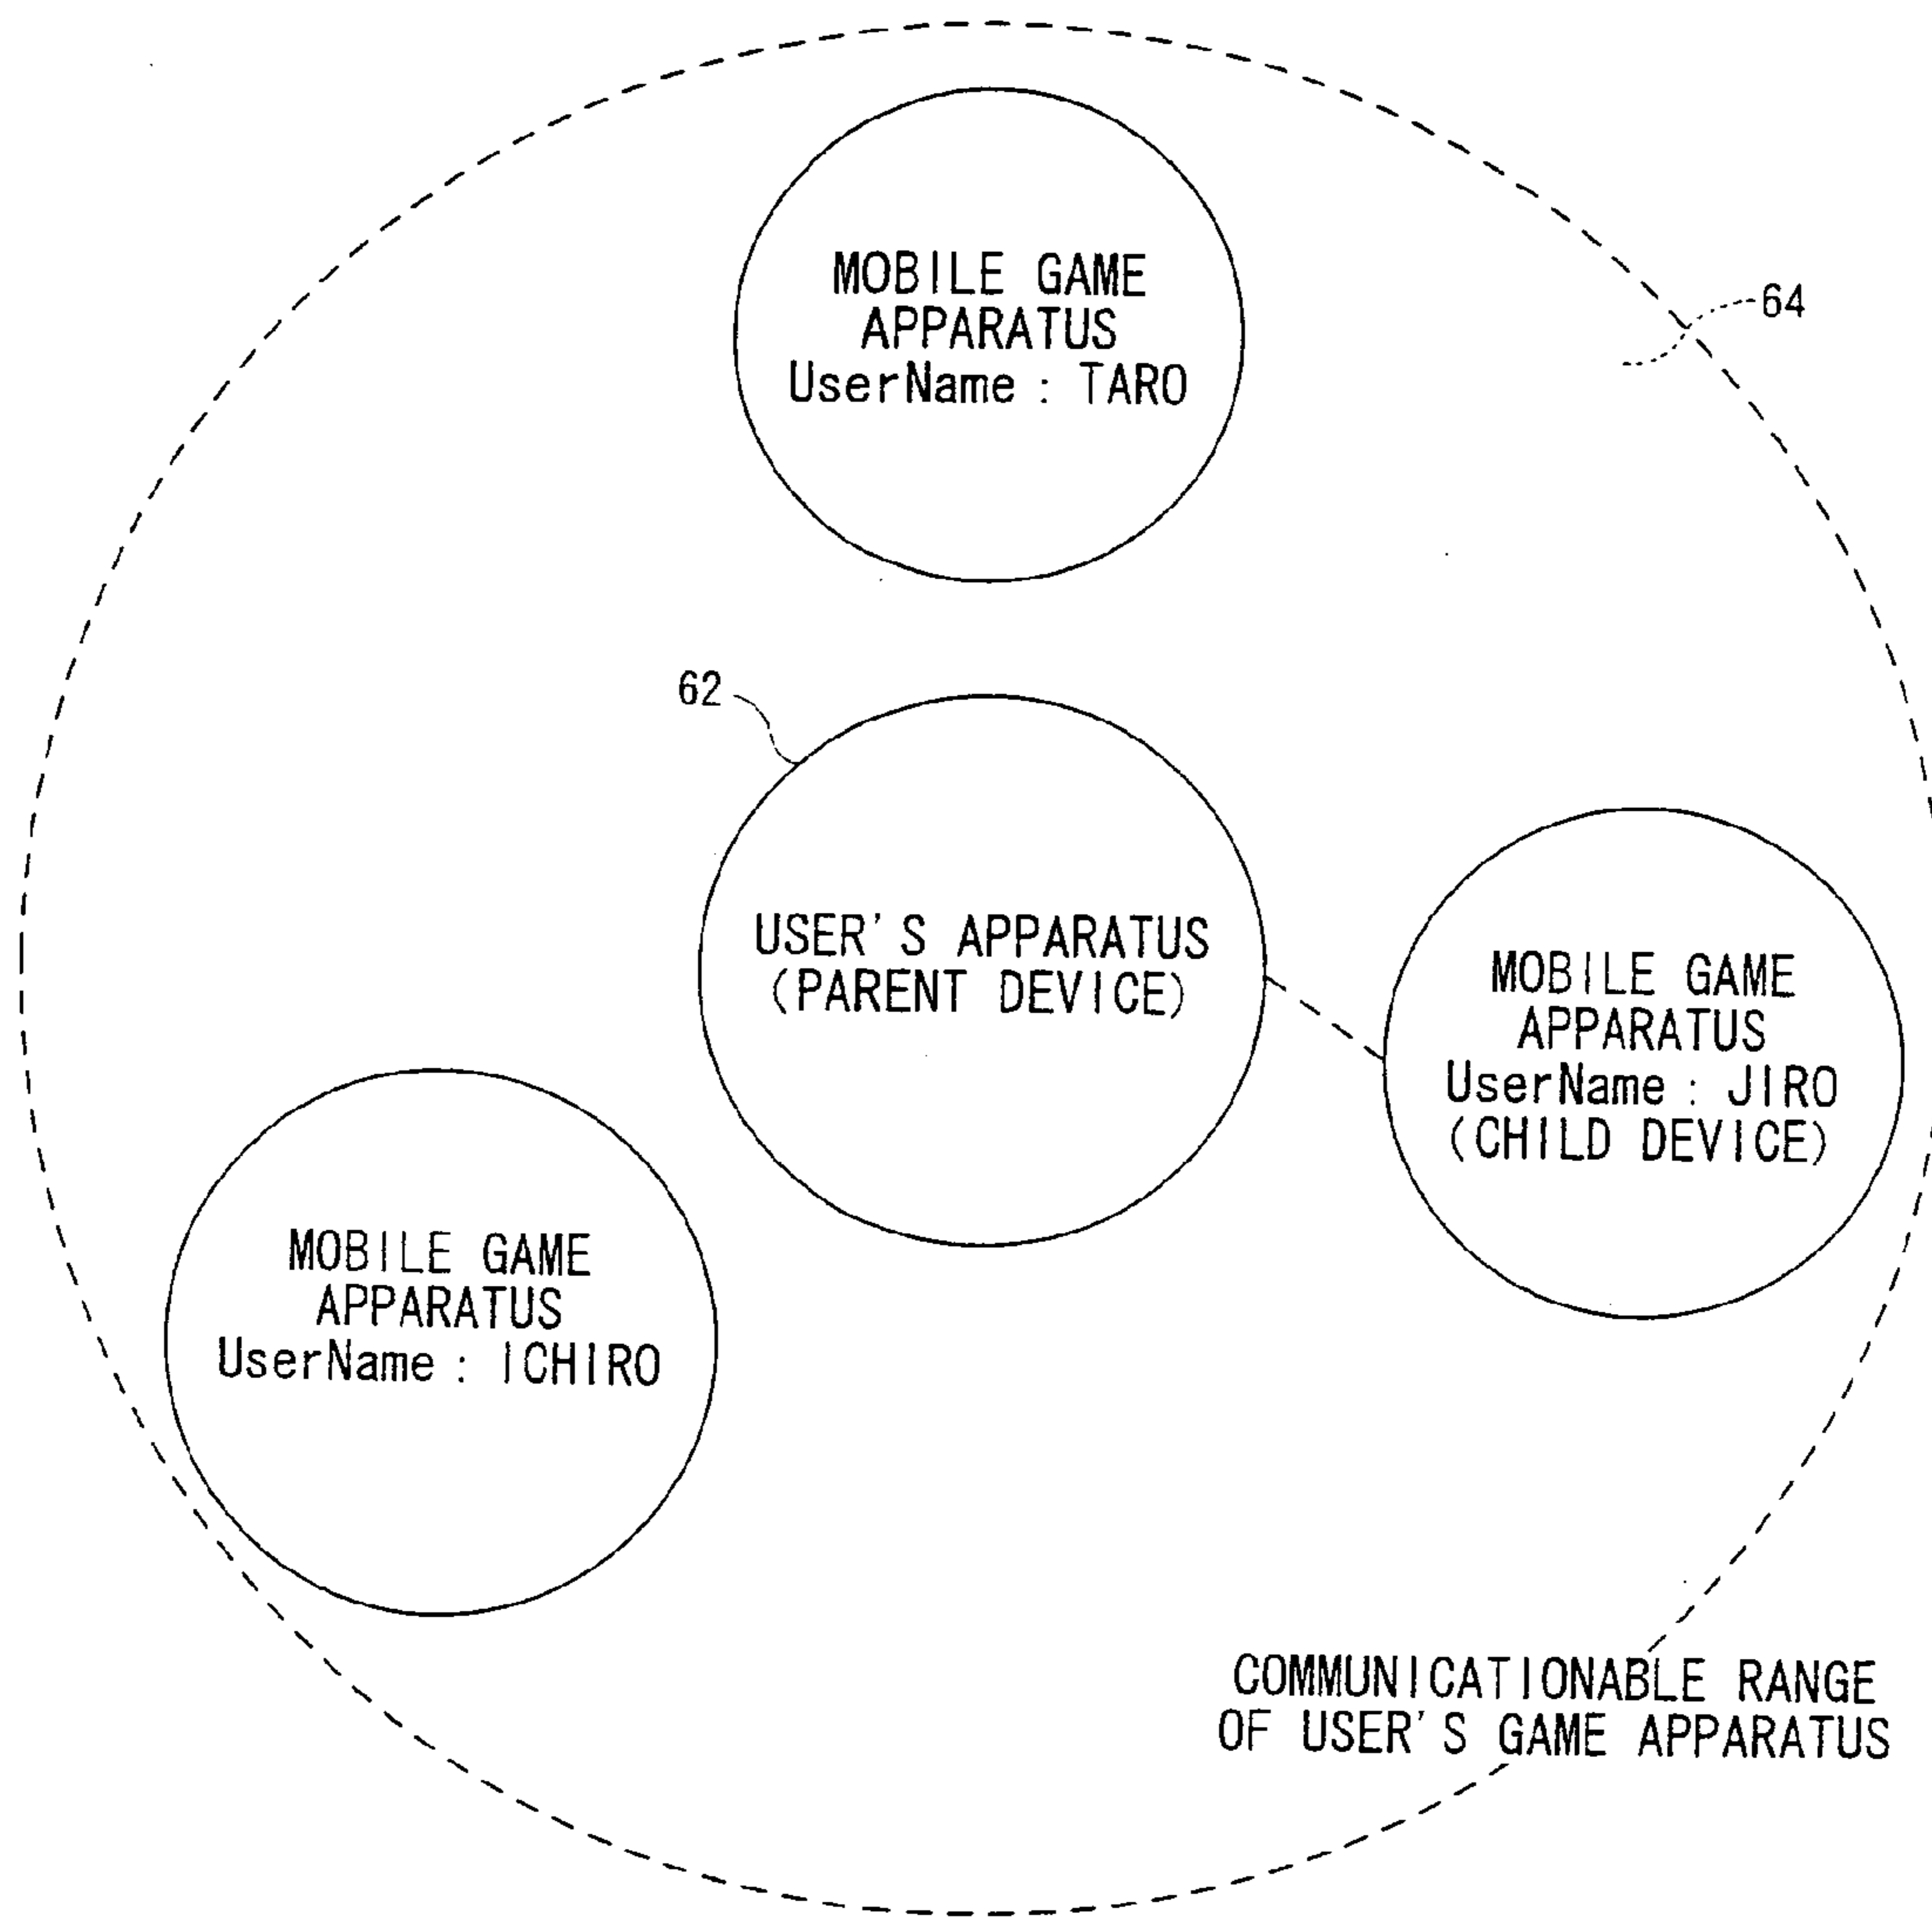 MOBILE GAME
APPARATUS
UserName : TARO
64
62
USER'S APPARATUS
(PARENT DEVICE)
MOBILE GAME
APPARATUS
UserName : JIRO
(CHILD DEVICE)
MOBILE GAME
APPARATUS
UserName : ICHIRO
COMMUNICATIONABLE RANGE
OF USER'S GAME APPARATUS